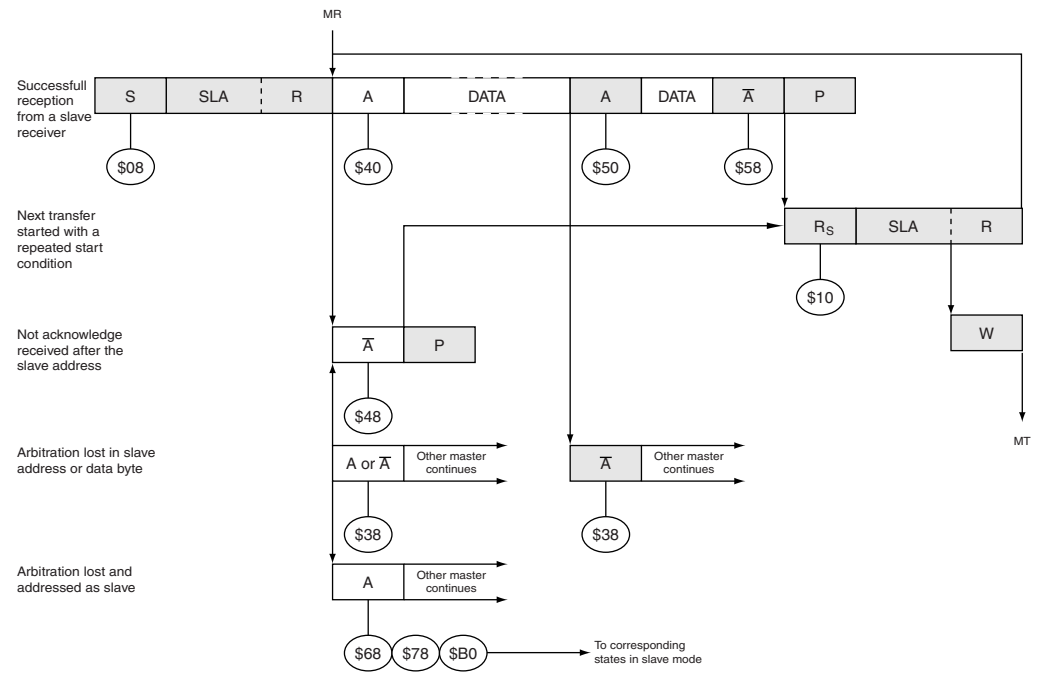 MR
Successfull
reception
from a slave
receiver
S SLA R A DATA A DATA A̅ P
$08 $40 $50 $58
Next transfer
started with a
repeated start
condition
RS SLA R
$10
Not acknowledge
received after the
slave address
A̅ P
W
$48
MT
Arbitration lost in slave
address or data byte
A or A̅
Other master
continues
A̅
Other master
continues
$38 $38
Arbitration lost and
addressed as slave
A
Other master
continues
$68 $78 $B0
To corresponding
states in slave mode